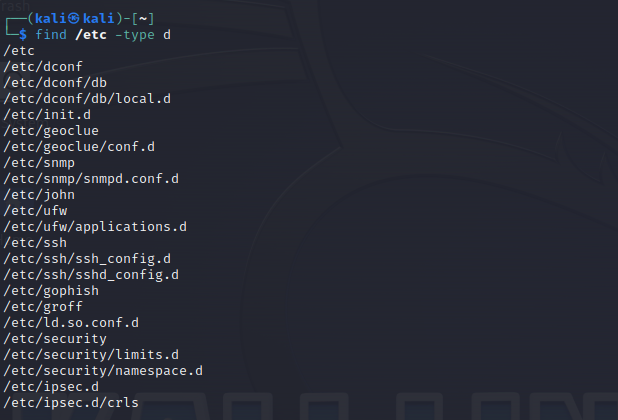 ┌──(kali㉿kali)-[~]
└─$ find /etc -type d
/etc
/etc/dconf
/etc/dconf/db
/etc/dconf/db/local.d
/etc/init.d
/etc/geoclue
/etc/geoclue/conf.d
/etc/snmp
/etc/snmp/snmpd.conf.d
/etc/john
/etc/ufw
/etc/ufw/applications.d
/etc/ssh
/etc/ssh/ssh_config.d
/etc/ssh/sshd_config.d
/etc/gophish
/etc/groff
/etc/ld.so.conf.d
/etc/security
/etc/security/limits.d
/etc/security/namespace.d
/etc/ipsec.d
/etc/ipsec.d/crls